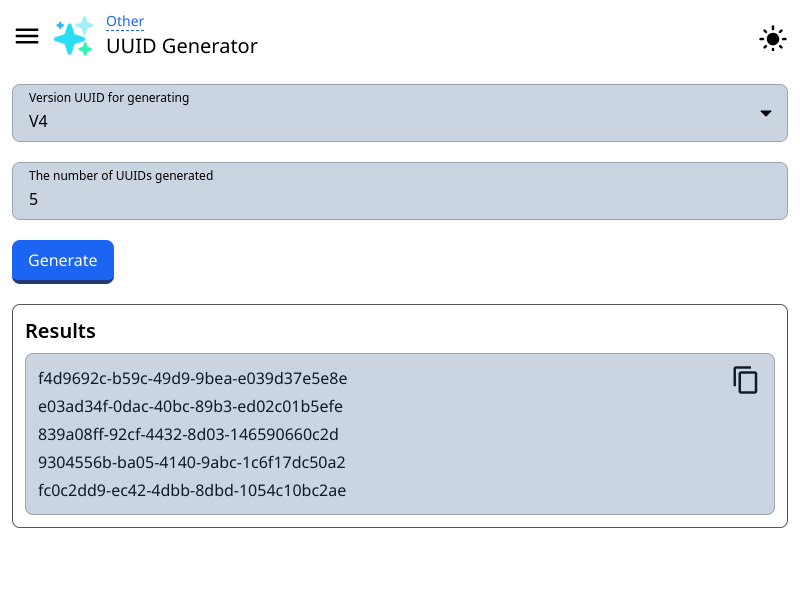 Other
UUID Generator
Version UUID for generating
V4
The number of UUIDs generated
5
Generate
Results
f4d9692c-b59c-49d9-9bea-e039d37e5e8e
e03ad34f-0dac-40bc-89b3-ed02c01b5efe
839a08ff-92cf-4432-8d03-146590660c2d
9304556b-ba05-4140-9abc-1c6f17dc50a2
fc0c2dd9-ec42-4dbb-8dbd-1054c10bc2ae